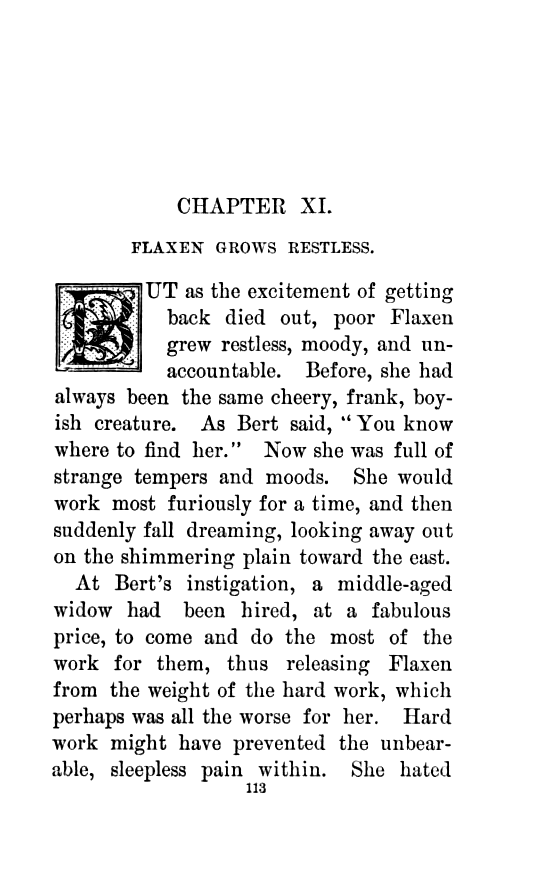 CHAPTER XI.
FLAXEN GROWS RESTLESS.
BUT as the excitement of getting
back died out, poor Flaxen
grew restless, moody, and un-
accountable. Before, she had
always been the same cheery, frank, boy-
ish creature. As Bert said, "You know
where to find her." Now she was full of
strange tempers and moods. She would
work most furiously for a time, and then
suddenly fall dreaming, looking away out
on the shimmering plain toward the east.
At Bert's instigation, a middle-aged
widow had been hired, at a fabulous
price, to come and do the most of the
work for them, thus releasing Flaxen
from the weight of the hard work, which
perhaps was all the worse for her. Hard
work might have prevented the unbear-
able, sleepless pain within. She hated
113